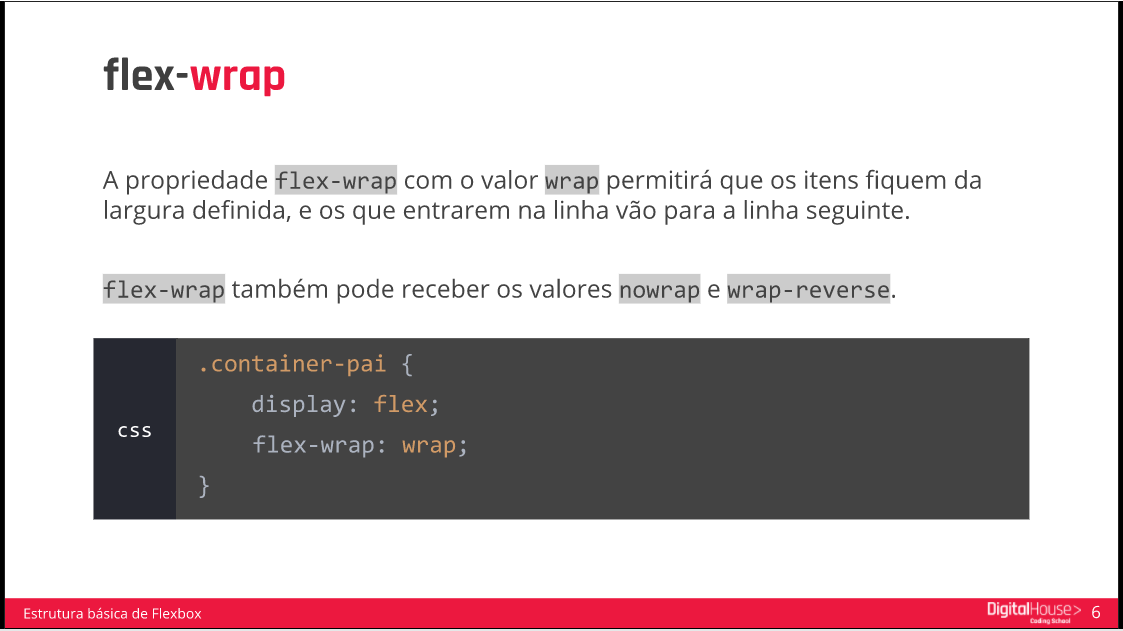 flex-wrap
A propriedade flex-wrap com o valor wrap permitirá que os itens fiquem da
largura definida, e os que entrarem na linha vão para a linha seguinte.
flex-wrap também pode receber os valores nowrap e wrap-reverse.
css
.container-pai {
display: flex;
flex-wrap: wrap;
}
Estrutura básica de Flexbox
DigitalHouse>
Coding School
6